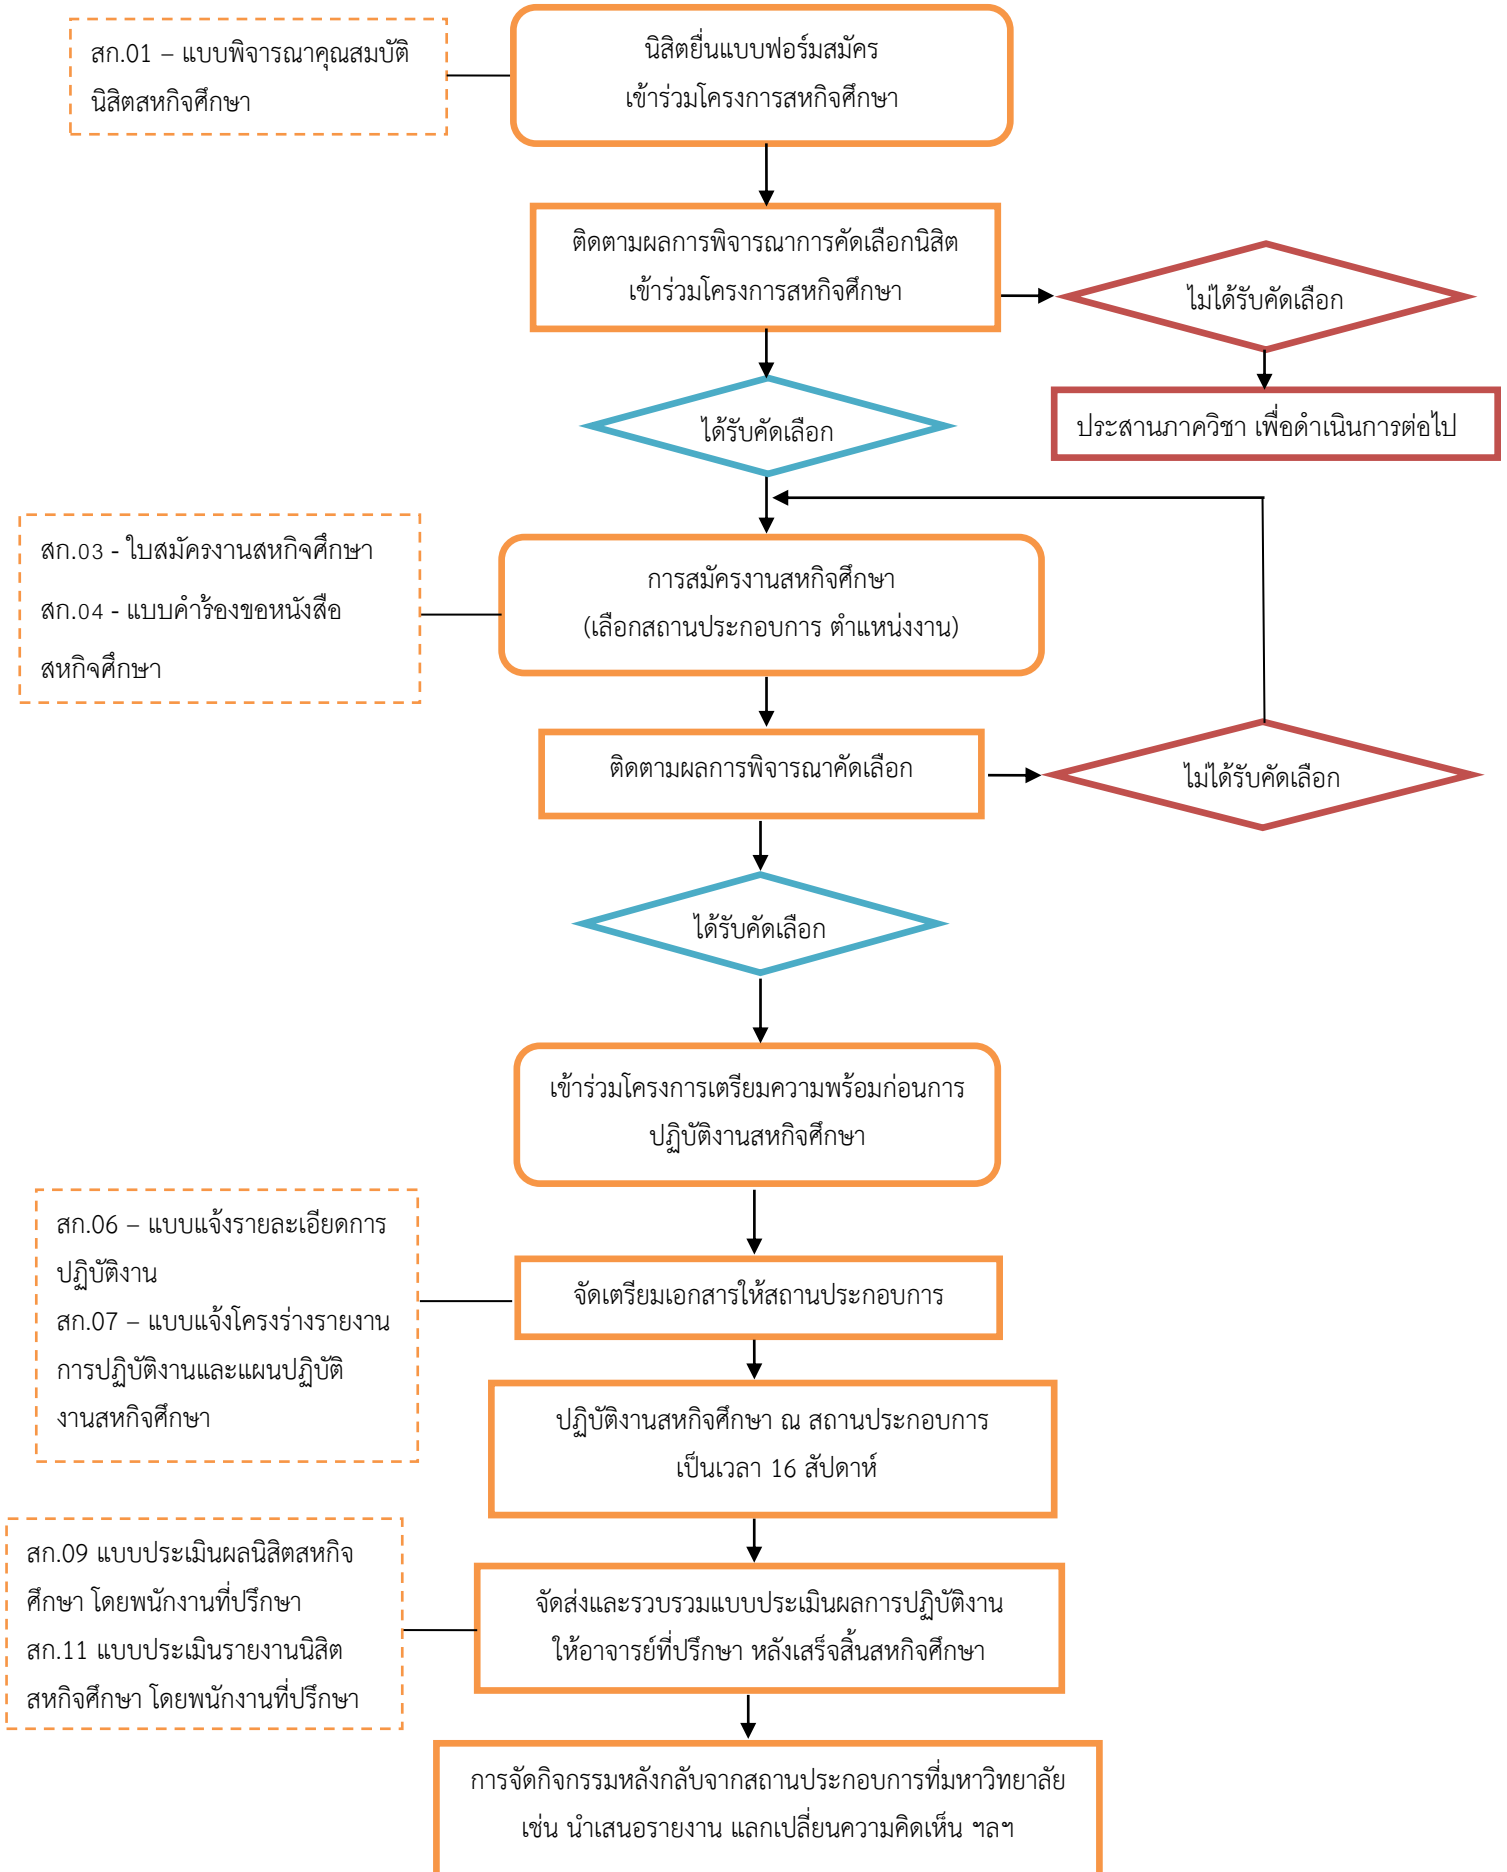 สก.01 – แบบพิจารณาคุณสมบัติ
นิสิตสหกิจศึกษา
นิสิตยื่นแบบฟอร์มสมัคร
เข้าร่วมโครงการสหกิจศึกษา
ติดตามผลการพิจารณาการคัดเลือกนิสิต
เข้าร่วมโครงการสหกิจศึกษา
ไม่ได้รับคัดเลือก
ประสานภาควิชา เพื่อดำเนินการต่อไป
ได้รับคัดเลือก
สก.03 - ใบสมัครงานสหกิจศึกษา
สก.04 - แบบคำร้องขอหนังสือ
สหกิจศึกษา
การสมัครงานสหกิจศึกษา
(เลือกสถานประกอบการ ตำแหน่งงาน)
ติดตามผลการพิจารณาคัดเลือก
ไม่ได้รับคัดเลือก
ได้รับคัดเลือก
เข้าร่วมโครงการเตรียมความพร้อมก่อนการ
ปฏิบัติงานสหกิจศึกษา
สก.06 – แบบแจ้งรายละเอียดการ
ปฏิบัติงาน
สก.07 – แบบแจ้งโครงร่างรายงาน
การปฏิบัติงานและแผนปฏิบัติ
งานสหกิจศึกษา
จัดเตรียมเอกสารให้สถานประกอบการ
ปฏิบัติงานสหกิจศึกษา ณ สถานประกอบการ
เป็นเวลา 16 สัปดาห์
สก.09 แบบประเมินผลนิสิตสหกิจ
ศึกษา โดยพนักงานที่ปรึกษา
สก.11 แบบประเมินรายงานนิสิต
สหกิจศึกษา โดยพนักงานที่ปรึกษา
จัดส่งและรวบรวมแบบประเมินผลการปฏิบัติงาน
ให้อาจารย์ที่ปรึกษา หลังเสร็จสิ้นสหกิจศึกษา
การจัดกิจกรรมหลังกลับจากสถานประกอบการที่มหาวิทยาลัย
เช่น นำเสนอรายงาน แลกเปลี่ยนความคิดเห็น ฯลฯ